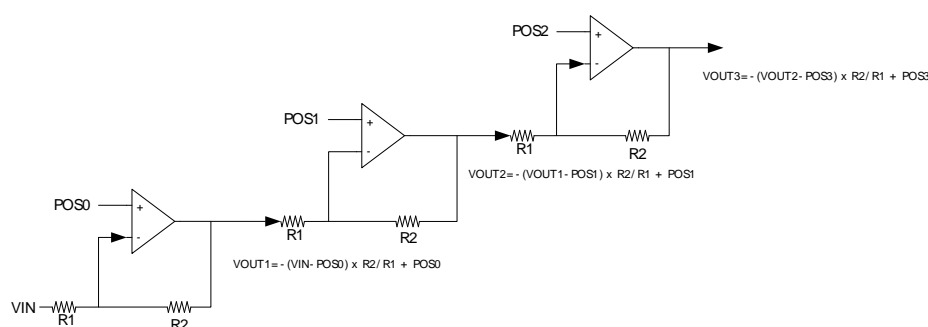 POS2
VOUT3= - (VOUT2- POS3) x R2/ R1 + POS3
R1
R2
POS1
VOUT2= - (VOUT1- POS1) x R2/ R1 + POS1
R1
R2
POS0
VOUT1= - (VIN- POS0) x R2/ R1 + POS0
VIN
R1
R2